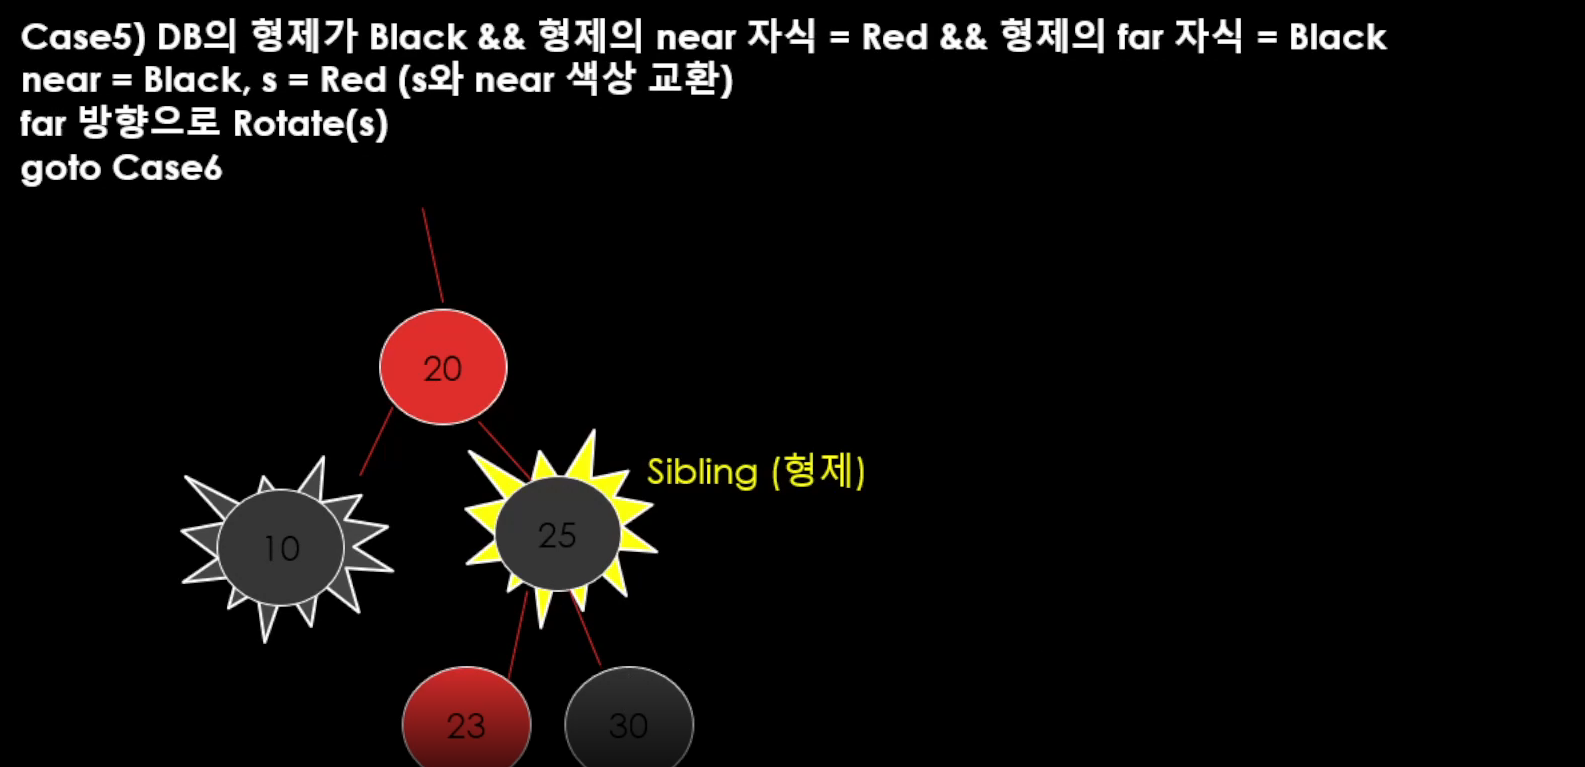 Case5) DB의 형제가 Black && 형제의 near 자식 = Red && 형제의 far 자식 = Black
near = Black, s = Red (s와 near 색상 교환)
far 방향으로 Rotate(s)
goto Case6
20
Sibling (형제)
10
25
23
30